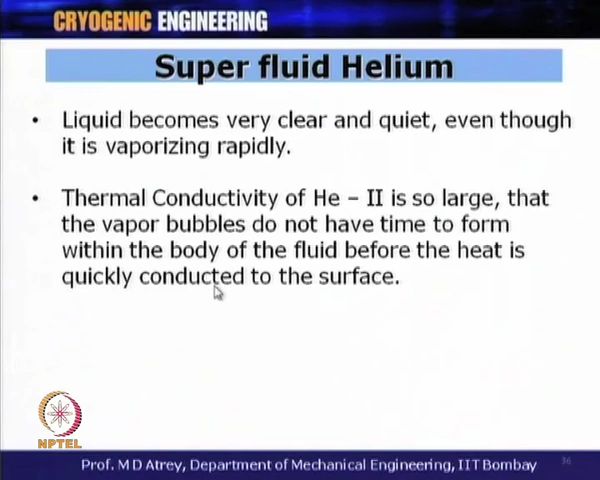 CRYOGENIC ENGINEERING
Super fluid Helium
• Liquid becomes very clear and quiet, even though
it is vaporizing rapidly.
• Thermal Conductivity of He – II is so large, that
the vapor bubbles do not have time to form
within the body of the fluid before the heat is
quickly conducted to the surface.
NPTEL
Prof. M D Atrey, Department of Mechanical Engineering, IIT Bombay
36